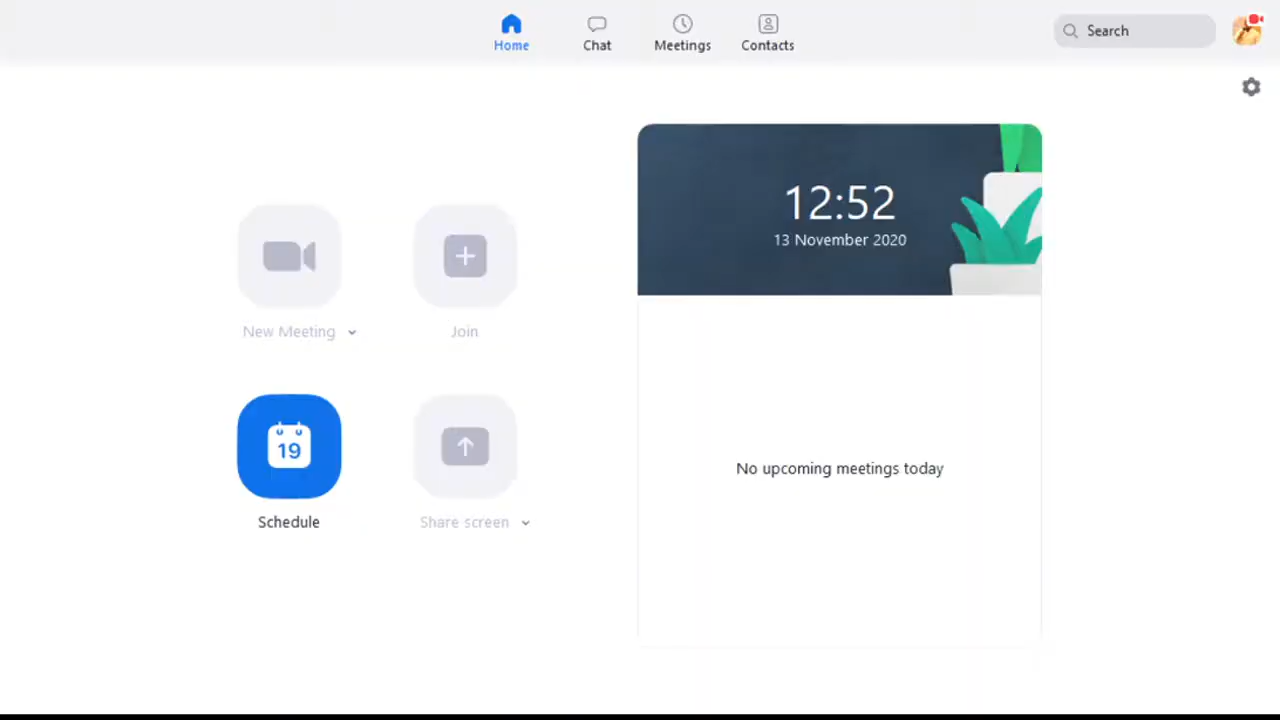 Home
Chat
Meetings
Contacts
Search
12:52
13 November 2020
New Meeting
Join
19
Schedule
Share screen
No upcoming meetings today